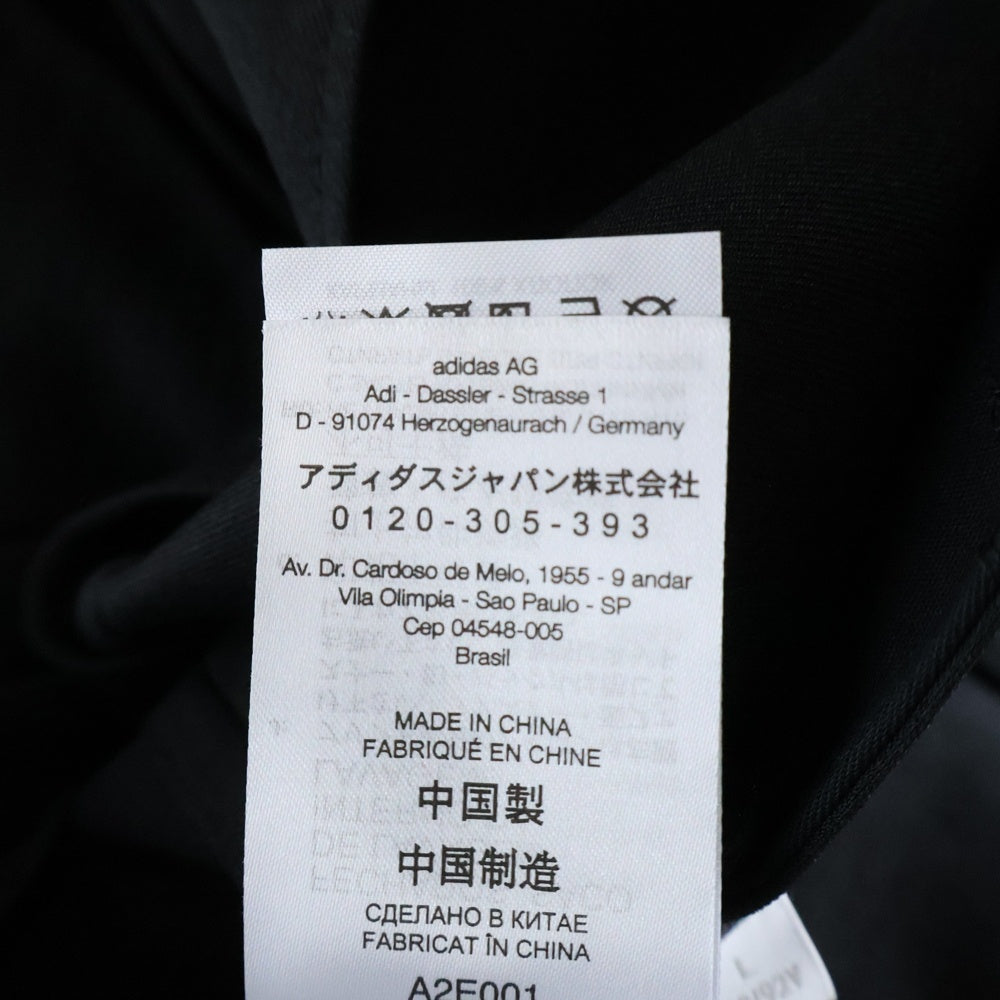 adidas AG
Adi - Dassler - Strasse 1
D - 91074 Herzogenaurach / Germany
アディダスジャパン株式会社
0120-305-393
Av. Dr. Cardoso de Melo, 1955 - 9 andar
Vila Olimpia - Sao Paulo - SP
Cep 04548-005
Brasil
MADE IN CHINA
FABRIQUÉ EN CHINE
中国製
中国制造
СДЕЛАНО В КИТАЕ
FABRICAT ÎN CHINA
A2E001